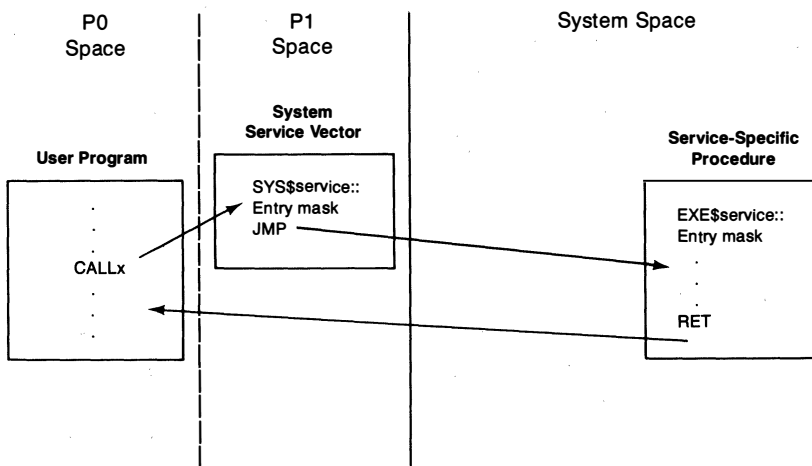 P0
Space
P1
Space
System Space
User Program
.
.
.
CALLx
.
.
.
System
Service Vector
SYS$service::
Entry mask
JMP
Service-Specific
Procedure
EXE$service::
Entry mask
.
.
.
RET